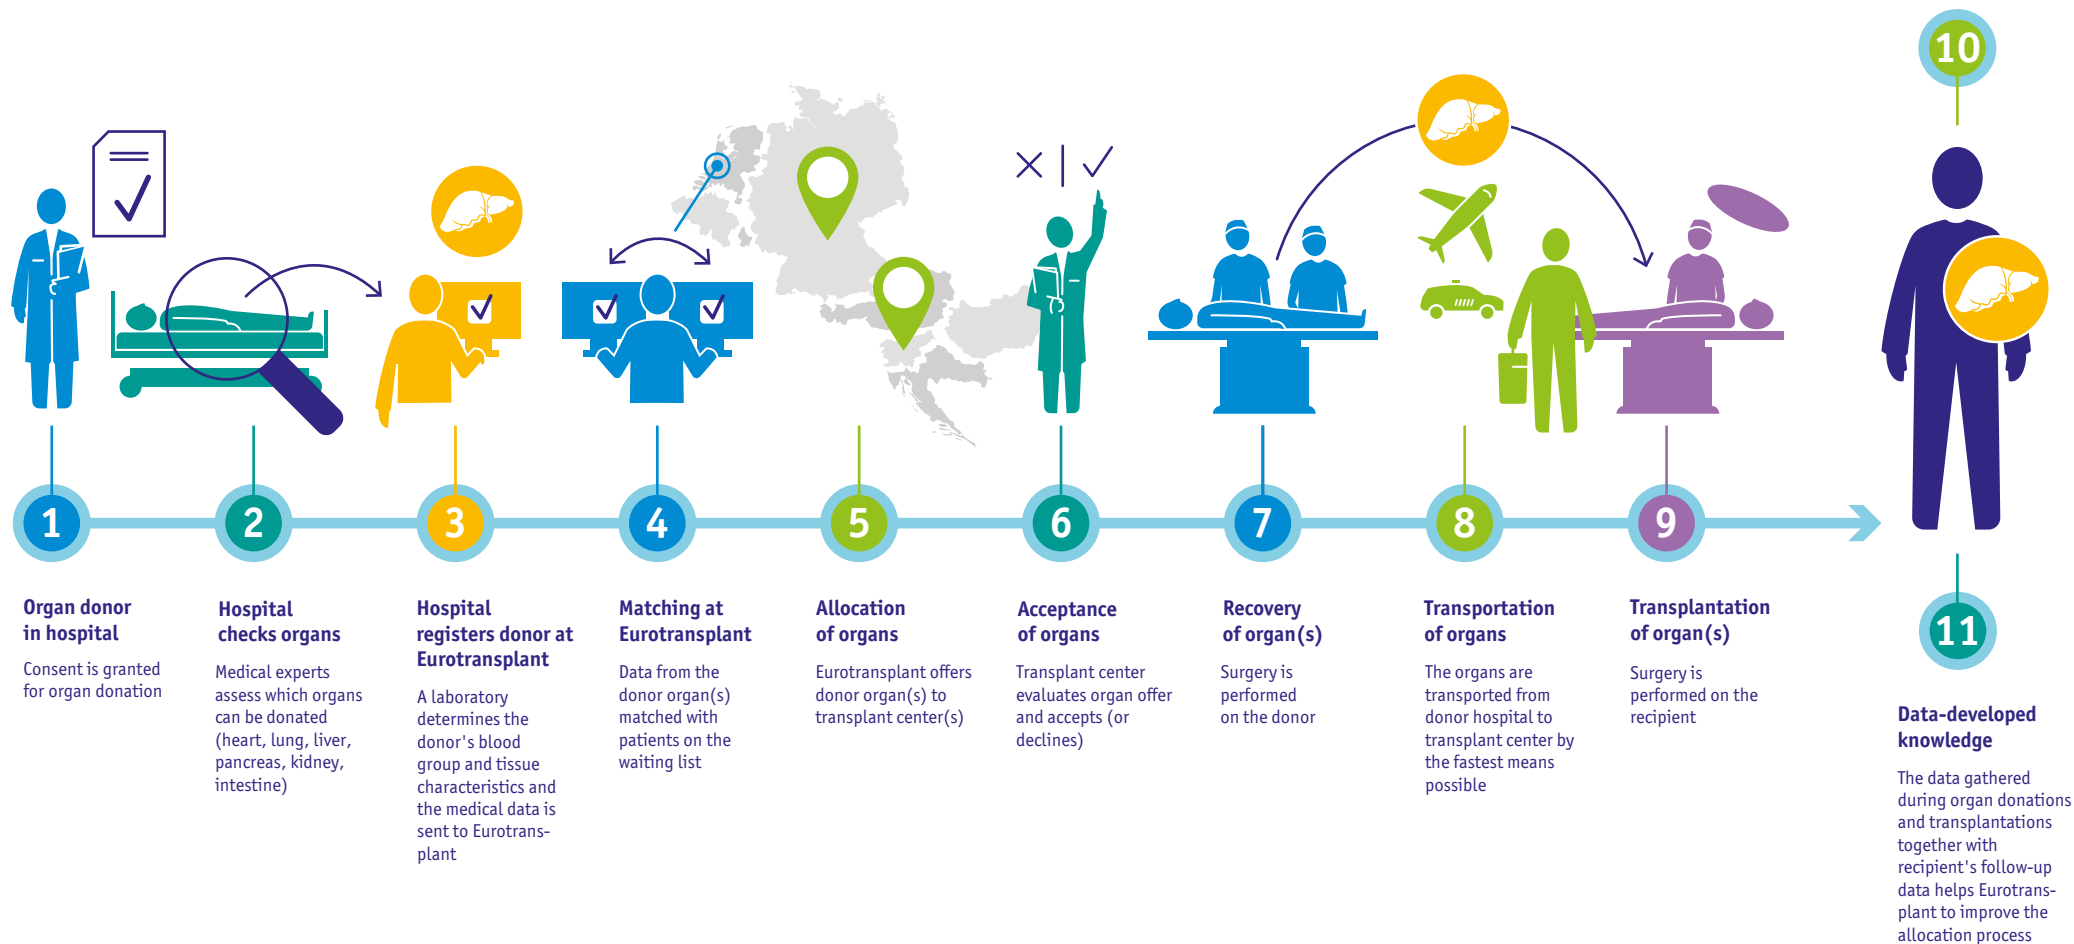 10
1
2
3
4
5
6
7
8
9
11
Organ donor
in hospital
Consent is granted
for organ donation
Hospital
checks organs
Medical experts
assess which organs
can be donated
(heart, lung, liver,
pancreas, kidney,
intestine)
Hospital
registers donor at
Eurotransplant
A laboratory
determines the
donor's blood
group and tissue
characteristics and
the medical data is
sent to Eurotrans-
plant
Matching at
Eurotransplant
Data from the
donor organ(s)
matched with
patients on the
waiting list
Allocation
of organs
Eurotransplant offers
donor organ(s) to
transplant center(s)
Acceptance
of organs
Transplant center
evaluates organ offer
and accepts (or
declines)
Recovery
of organ(s)
Surgery is
performed
on the donor
Transportation
of organs
The organs are
transported from
donor hospital to
transplant center by
the fastest means
possible
Transplantation
of organ(s)
Surgery is
performed on the
recipient
Data-developed
knowledge
The data gathered
during organ donations
and transplantations
together with
recipient's follow-up
data helps Eurotrans-
plant to improve the
allocation process